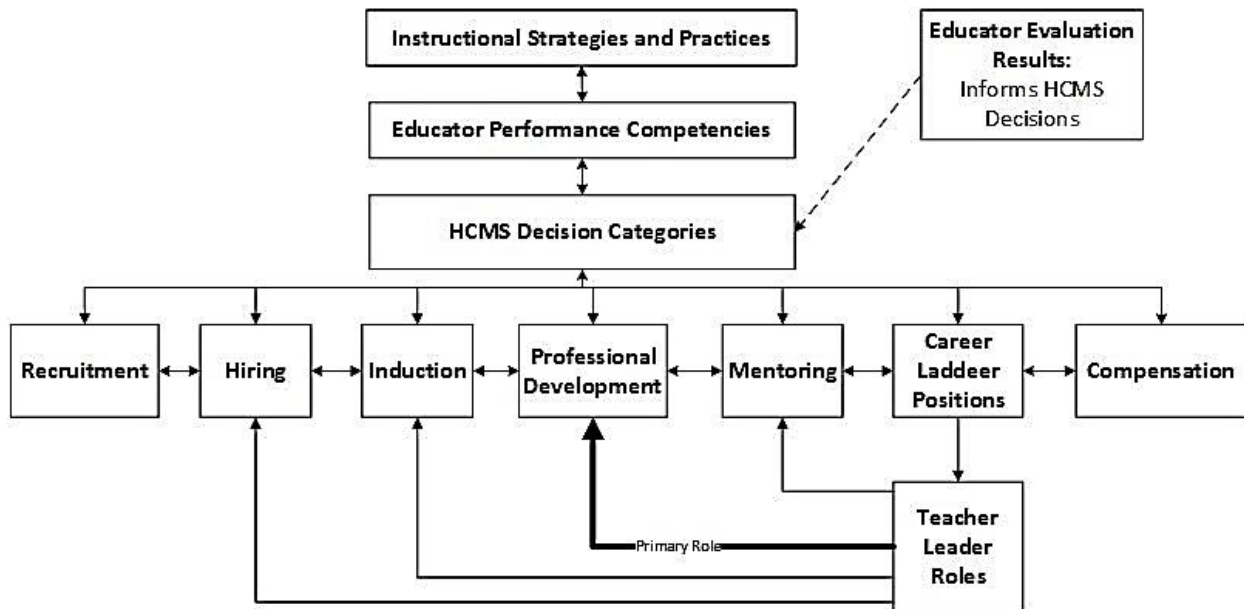 Instructional Strategies and Practices
Educator Evaluation
Results:
Informs HCMS
Decisions
Educator Performance Competencies
HCMS Decision Categories
Recruitment
Hiring
Induction
Professional
Development
Mentoring
Career
Laddeer
Positions
Compensation
Primary Role
Teacher
Leader
Roles